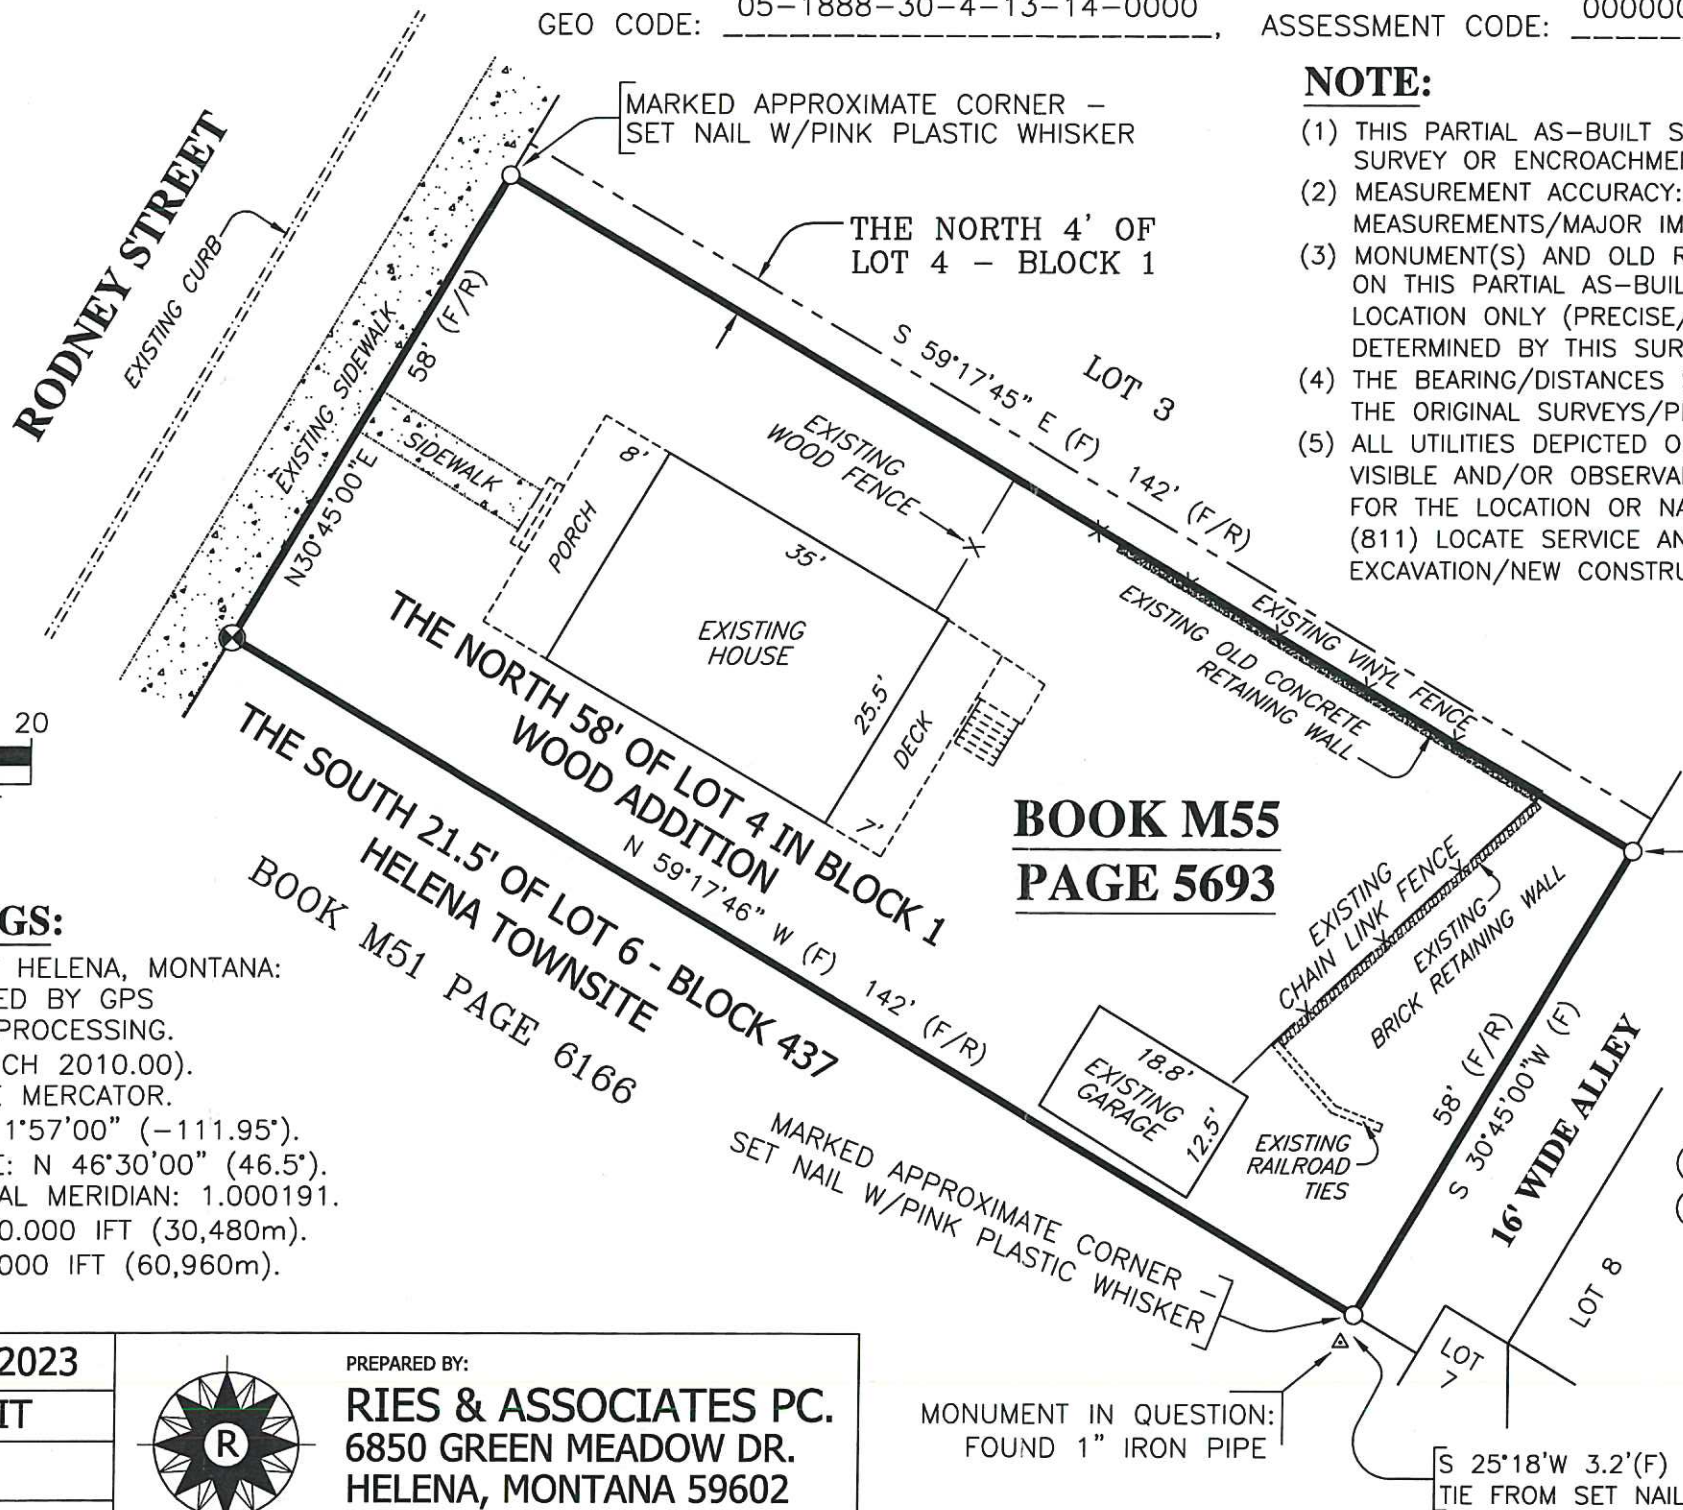 GEO CODE: 05-1888-30-4-13-14-0000, ASSESSMENT CODE:
MARKED APPROXIMATE CORNER -
SET NAIL W/PINK PLASTIC WHISKER
NOTE:
(1) THIS PARTIAL AS-BUILT
SURVEY OR
(2) MEASUREMENT ACCURACY:
MEASUREMENTS/MAJOR
(3) MONUMENT(S) AND OLD
ON THIS PARTIAL
LOCATION ONLY
DETERMINED BY THIS
(4) THE BEARING/DISTANCES
THE ORIGINAL
(5) ALL UTILITIES DEPICTED
VISIBLE AND/OR
FOR THE LOCATION OR
(811) LOCATE SERVICE
EXCAVATION/NEW
RODNEY STREET
EXISTING CURB
EXISTING SIDEWALK
58' (F/R)
N30°45'00"E
SIDEWALK
THE NORTH 4' OF
LOT 4 - BLOCK 1
S 59°17'45" E (F) 142' (F/R)
LOT 3
EXISTING
WOOD FENCE
8'
PORCH
35'
EXISTING
HOUSE
25.5'
DECK
7'
EXISTING VINYL FENCE
EXISTING OLD CONCRETE
RETAINING WALL
THE NORTH 58' OF LOT 4 IN BLOCK 1
WOOD ADDITION
N 59°17'46" W (F) 142' (F/R)
THE SOUTH 21.5' OF LOT 6 - BLOCK 437
HELENA TOWNSITE
BOOK M51 PAGE 6166
BOOK M55
PAGE 5693
EXISTING
CHAIN LINK FENCE
EXISTING
BRICK RETAINING WALL
18.8'
EXISTING
GARAGE
12.5'
EXISTING
RAILROAD
TIES
58' (F/R)
S 30°45'00"W (F)
16' WIDE ALLEY
LOT 8
LOT
7
MARKED APPROXIMATE CORNER -
SET NAIL W/PINK PLASTIC WHISKER
MONUMENT IN QUESTION:
FOUND 1" IRON PIPE
S 25°18'W 3.2'(F)
TIE FROM SET NAIL
20
GS:
HELENA, MONTANA:
ED BY GPS
PROCESSING.
CH 2010.00).
MERCATOR.
1°57'00" (-111.95°).
: N 46°30'00" (46.5°).
AL MERIDIAN: 1.000191.
0.000 IFT (30,480m).
000 IFT (60,960m).
2023
IT
R
PREPARED BY:
RIES & ASSOCIATES PC.
6850 GREEN MEADOW DR.
HELENA, MONTANA 59602